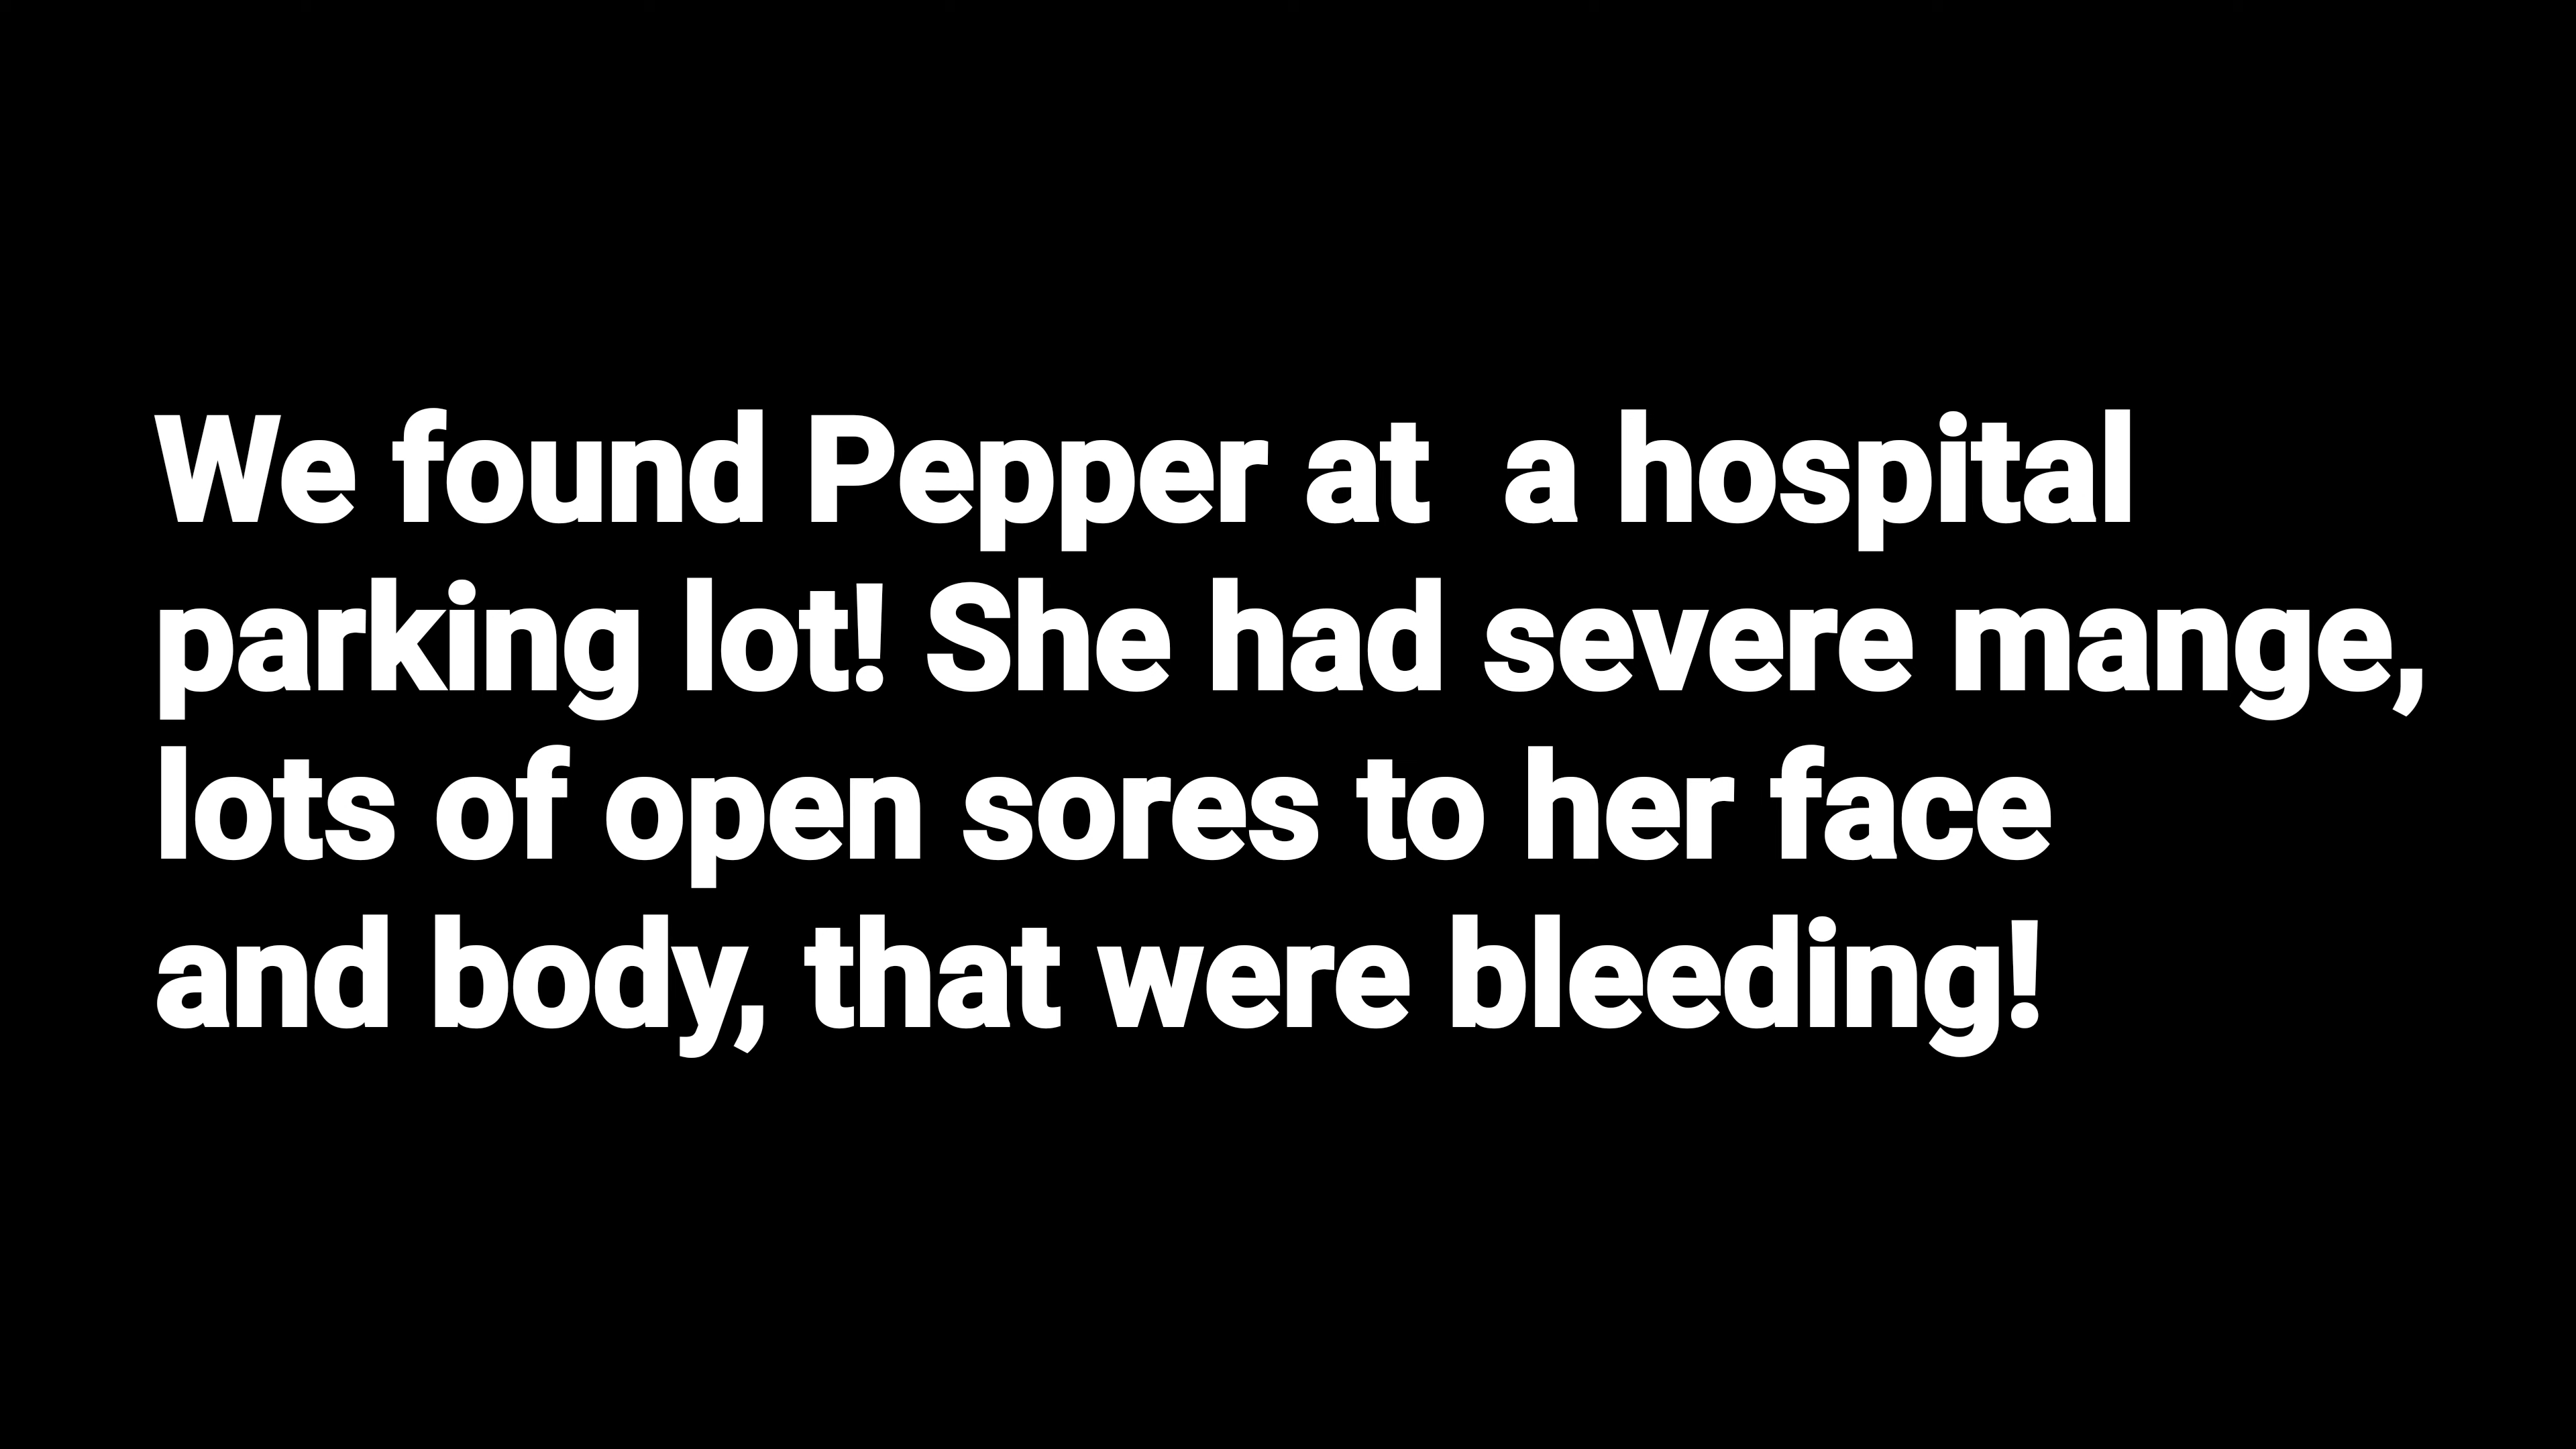 We found Pepper at  a hospital
parking lot! She had severe mange,
lots of open sores to her face
and body, that were bleeding!